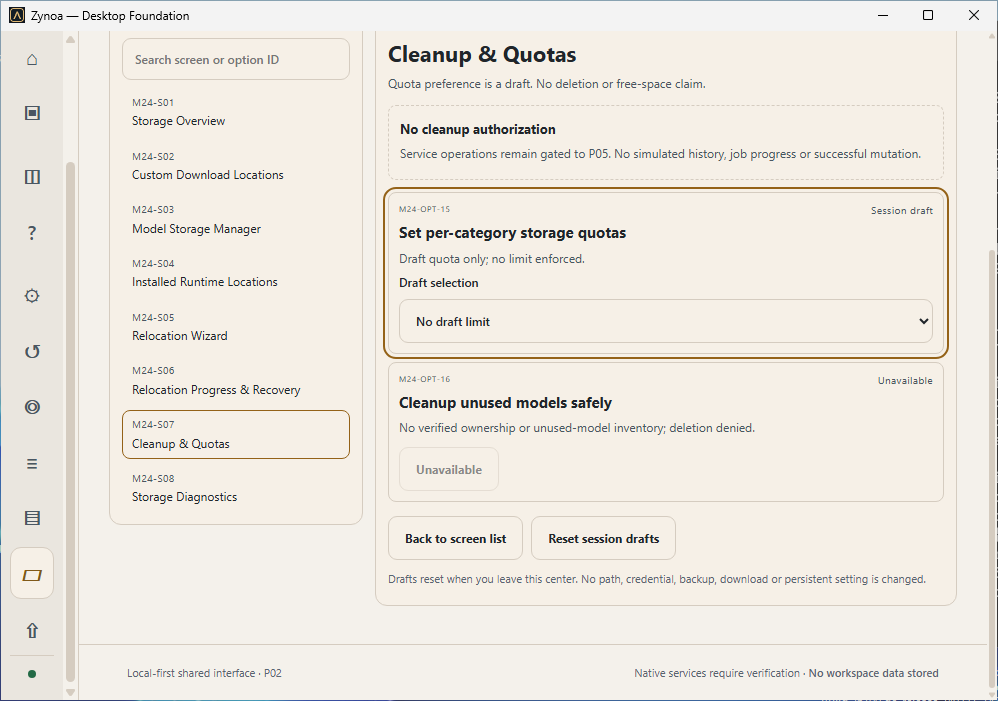 Zynoa — Desktop Foundation
Search screen or option ID
M24-S01
Storage Overview
M24-S02
Custom Download Locations
M24-S03
Model Storage Manager
M24-S04
Installed Runtime Locations
M24-S05
Relocation Wizard
M24-S06
Relocation Progress & Recovery
M24-S07
Cleanup & Quotas
M24-S08
Storage Diagnostics
Cleanup & Quotas
Quota preference is a draft. No deletion or free-space claim.
No cleanup authorization
Service operations remain gated to P05. No simulated history, job progress or successful mutation.
M24-OPT-15
Session draft
Set per-category storage quotas
Draft quota only; no limit enforced.
Draft selection
No draft limit
M24-OPT-16
Unavailable
Cleanup unused models safely
No verified ownership or unused-model inventory; deletion denied.
Unavailable
Back to screen list
Reset session drafts
Drafts reset when you leave this center. No path, credential, backup, download or persistent setting is changed.
Local-first shared interface · P02
Native services require verification · No workspace data stored